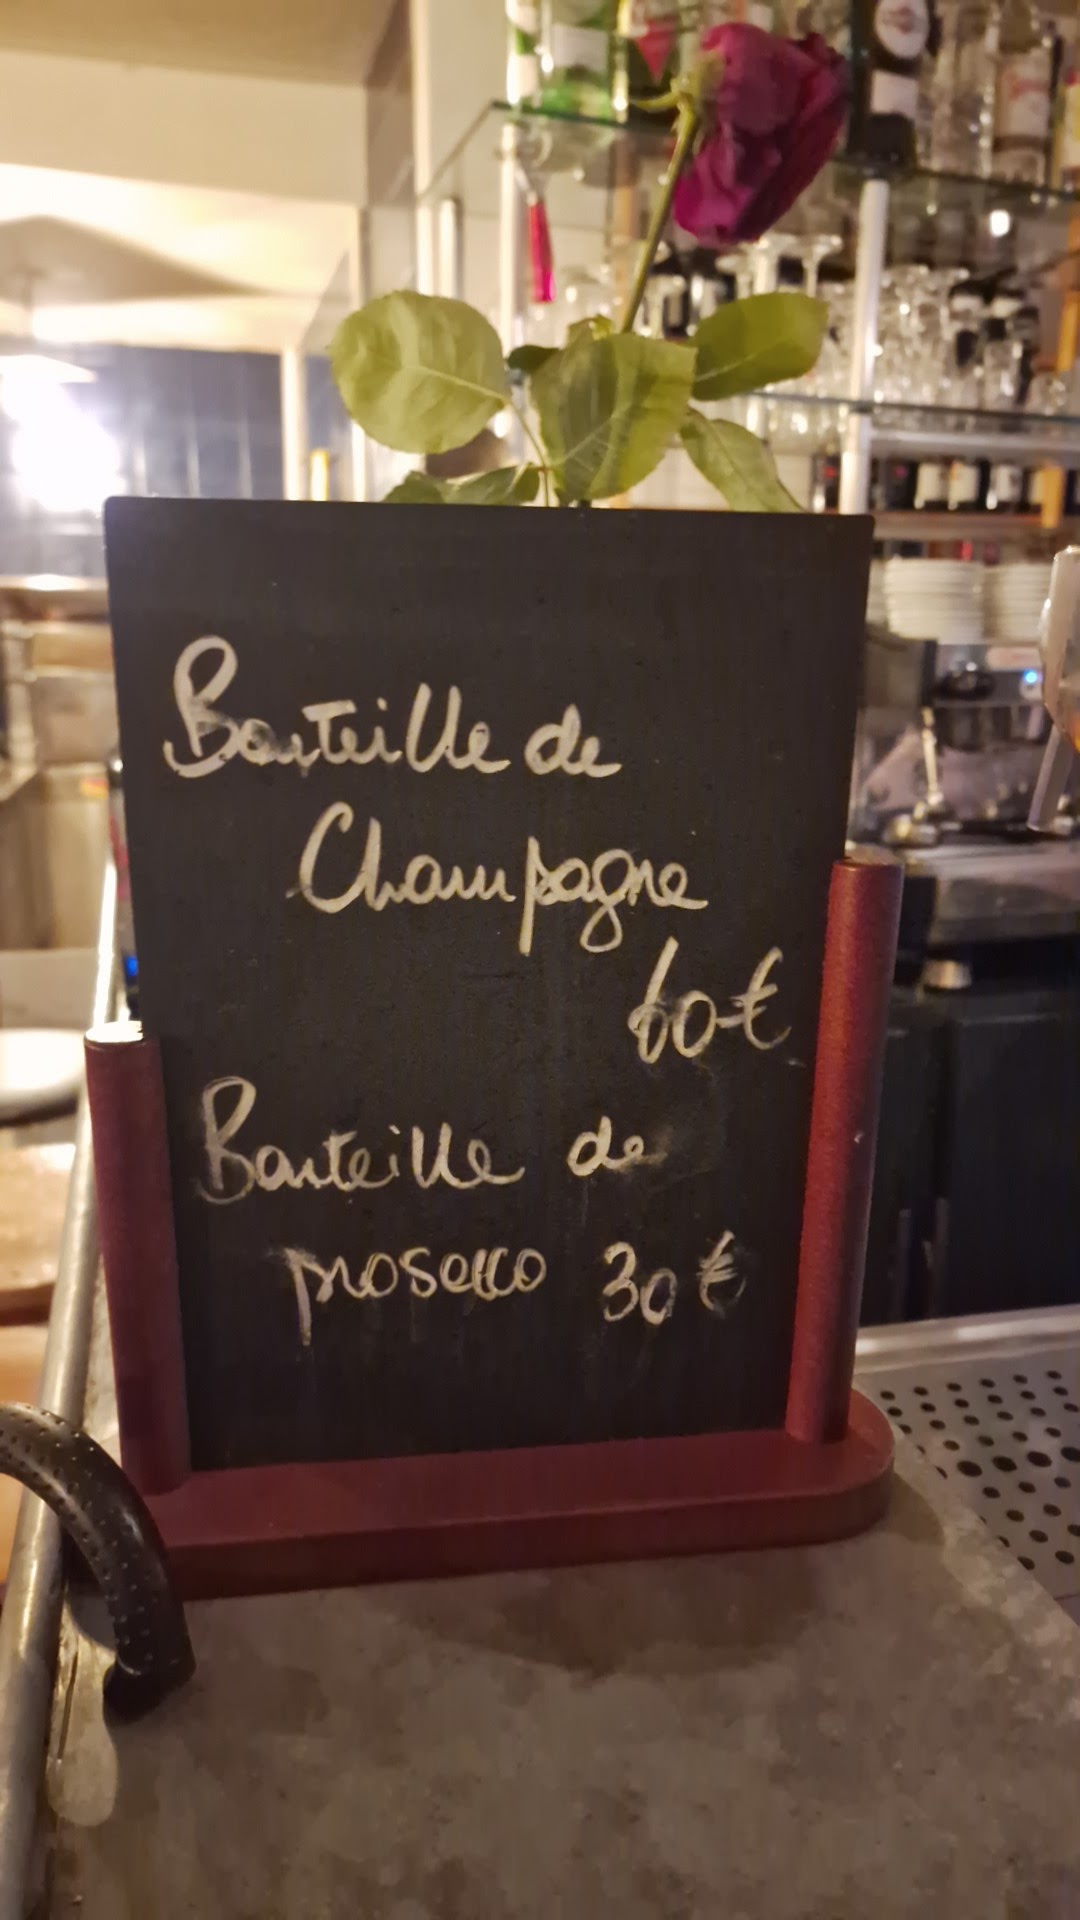 Bouteille de
Champagne
60€
Bouteille de
prosecco 30€